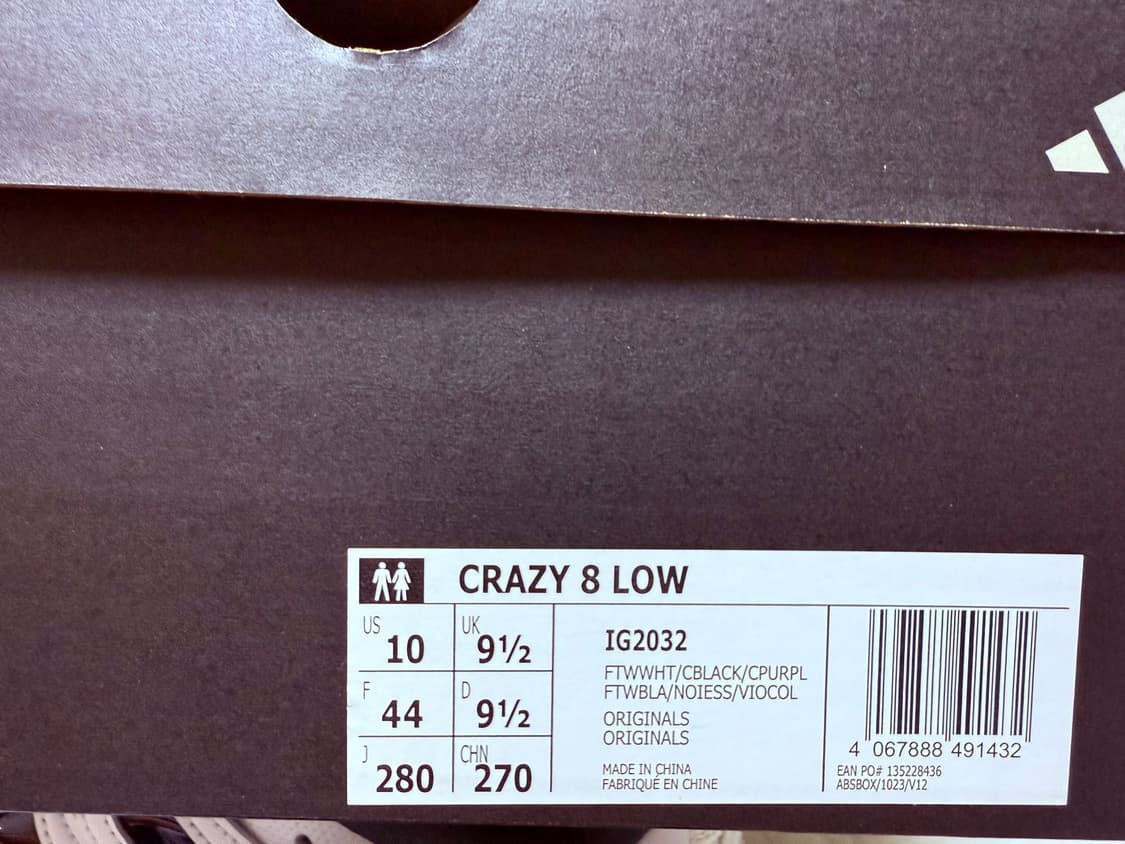 CRAZY 8 LOW
US 10 UK 9½
F 44 D 9½
J 280 CHN 270
IG2032
FTWWHT/CBLACK/CPURPL
FTWBLA/NOIESS/VIOCOL
ORIGINALS
ORIGINALS
MADE IN CHINA
FABRIQUÉ EN CHINE
4 067888 491432
EAN PO# 135228436
ABSBOX/1023/V12